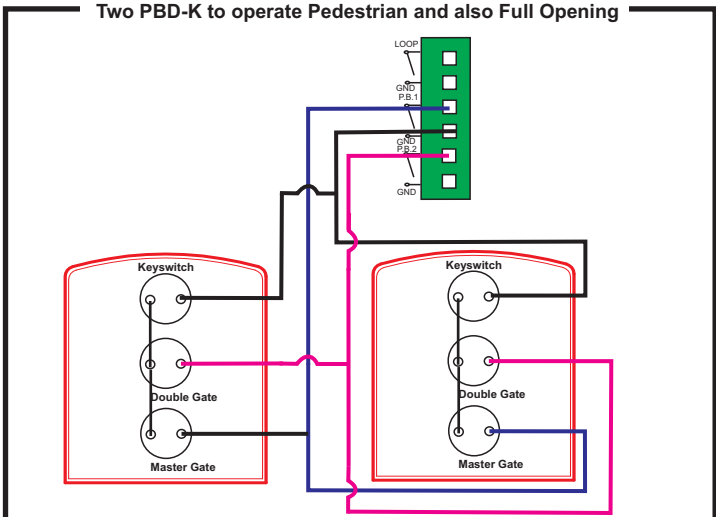 Two PBD-K to operate Pedestrian and also Full Opening
LOOP
GND
P.B.1
GND
P.B.2
GND
Keyswitch
Double Gate
Master Gate
Keyswitch
Double Gate
Master Gate